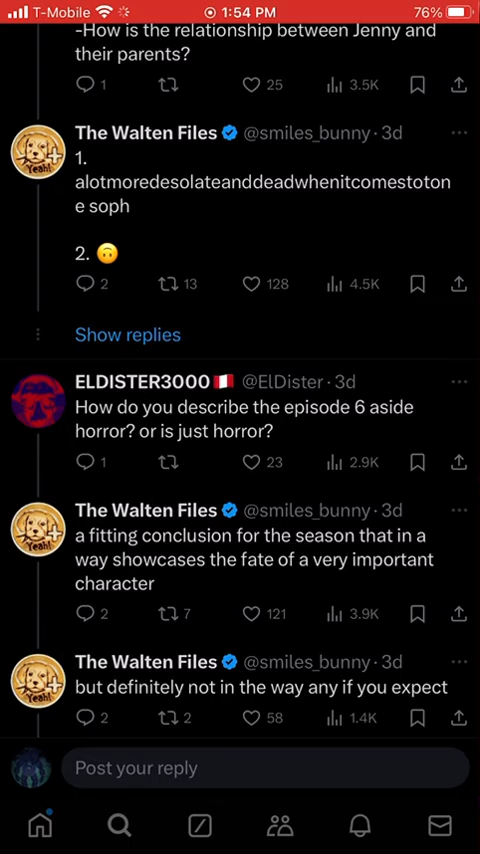 T-Mobile 1:54 PM 76%
-How is the relationship between Jenny and
their parents?
1 25 3.5K
The Walten Files @smiles_bunny · 3d
1.
alotmoredesolateanddeadwhenitcomestoton
e soph
2. 🙃
2 13 128 4.5K
Show replies
ELDISTER3000🇵🇪 @ElDister · 3d
How do you describe the episode 6 aside
horror? or is just horror?
1 23 2.9K
The Walten Files @smiles_bunny · 3d
a fitting conclusion for the season that in a
way showcases the fate of a very important
character
2 7 121 3.9K
The Walten Files @smiles_bunny · 3d
but definitely not in the way any if you expect
2 2 58 1.4K
Post your reply
Yeah!
Yeah!
Yeah!